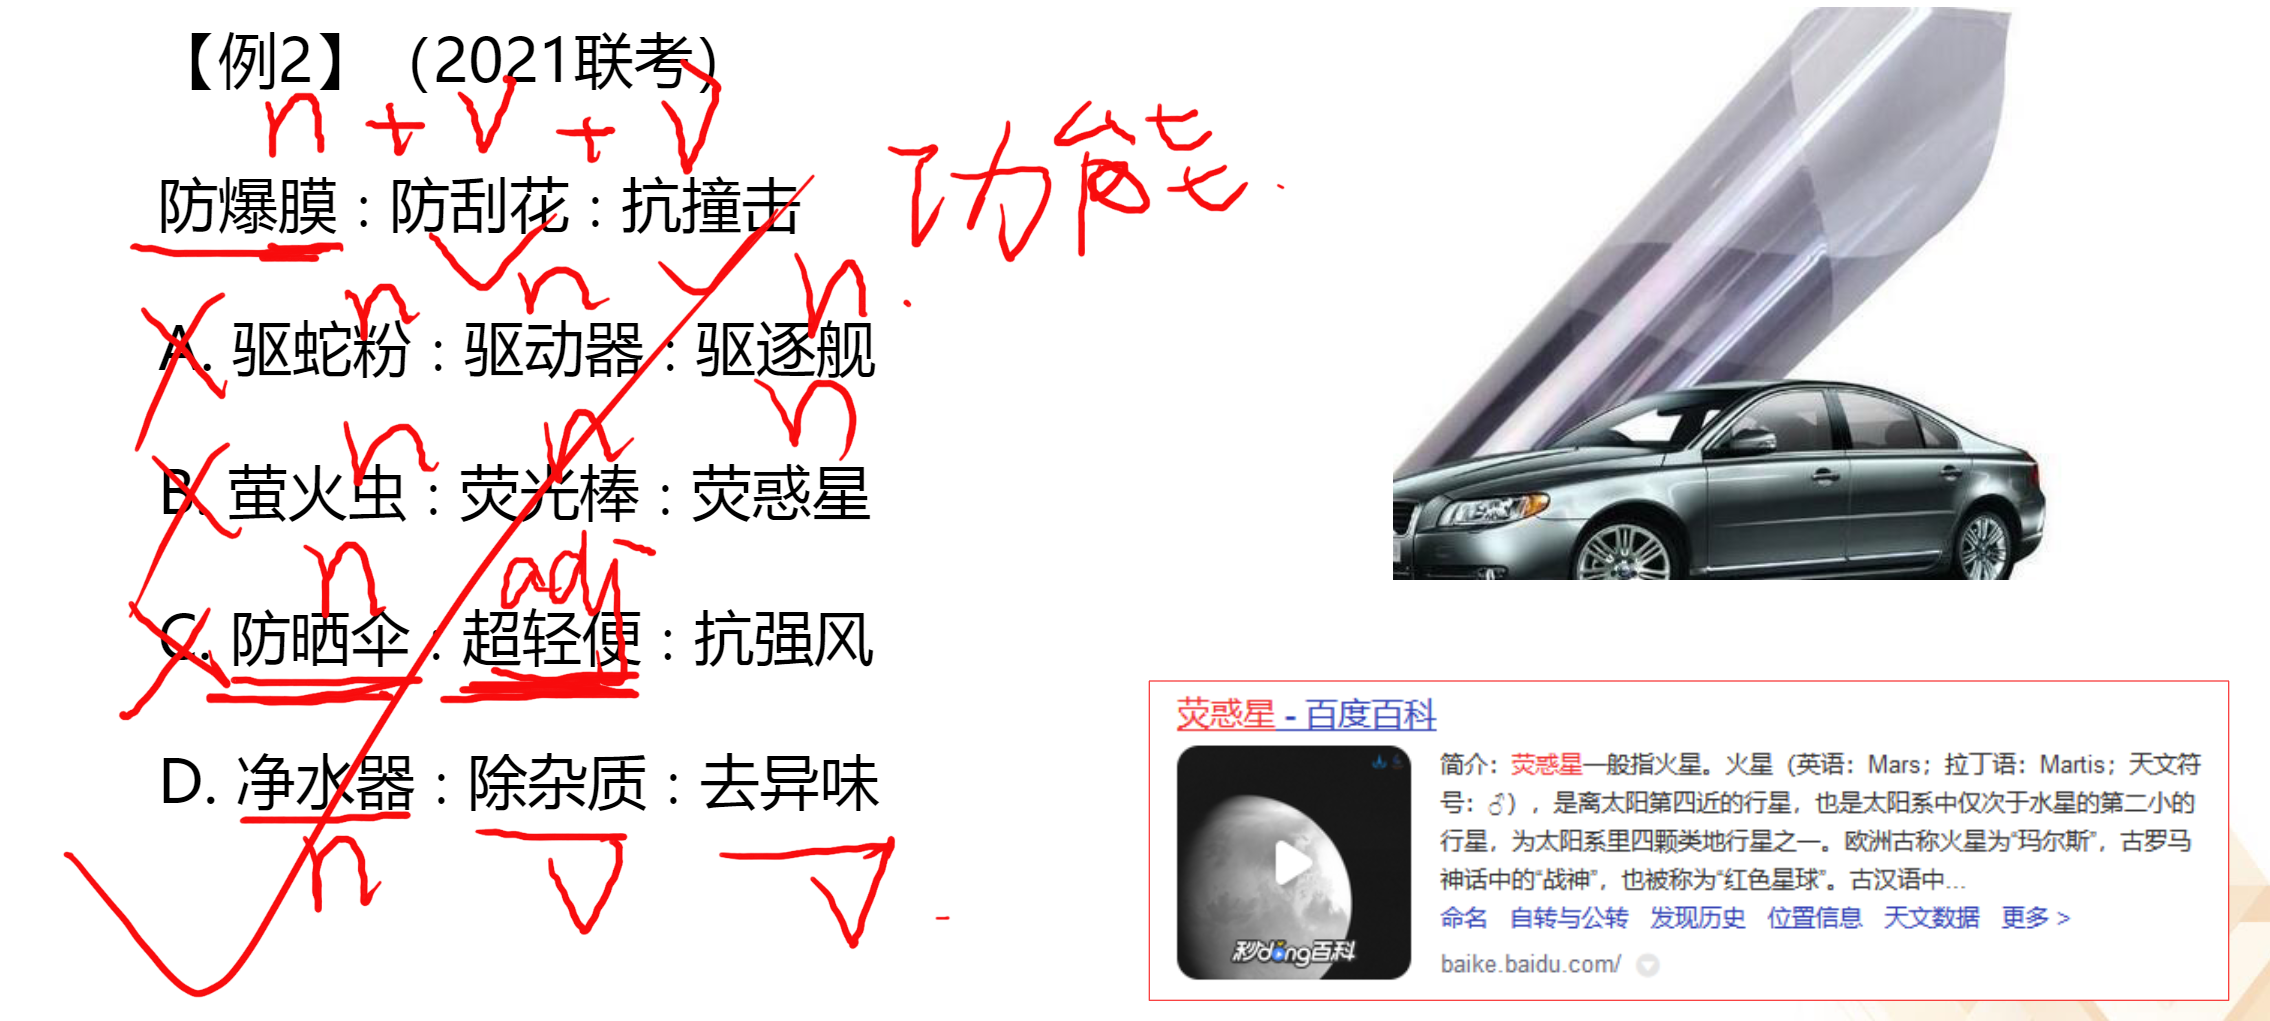 【例2】（2021联考）
n + v + v
防爆膜：防刮花：抗撞击
功能
n n n
A. 驱蛇粉：驱动器：驱逐舰
n n n
B. 萤火虫：荧光棒：荧惑星
n adj
C. 防晒伞：超轻便：抗强风
D. 净水器：除杂质：去异味
n v v
荧惑星 - 百度百科
简介：荧惑星一般指火星。火星（英语：Mars；拉丁语：Martis；天文符
号：♂），是离太阳第四近的行星，也是太阳系中仅次于水星的第二小的
行星，为太阳系里四颗类地行星之一。欧洲古称火星为“玛尔斯”，古罗马
神话中的“战神”，也被称为“红色星球”。古汉语中...
命名 自转与公转 发现历史 位置信息 天文数据 更多 >
秒dong百科
baike.baidu.com/